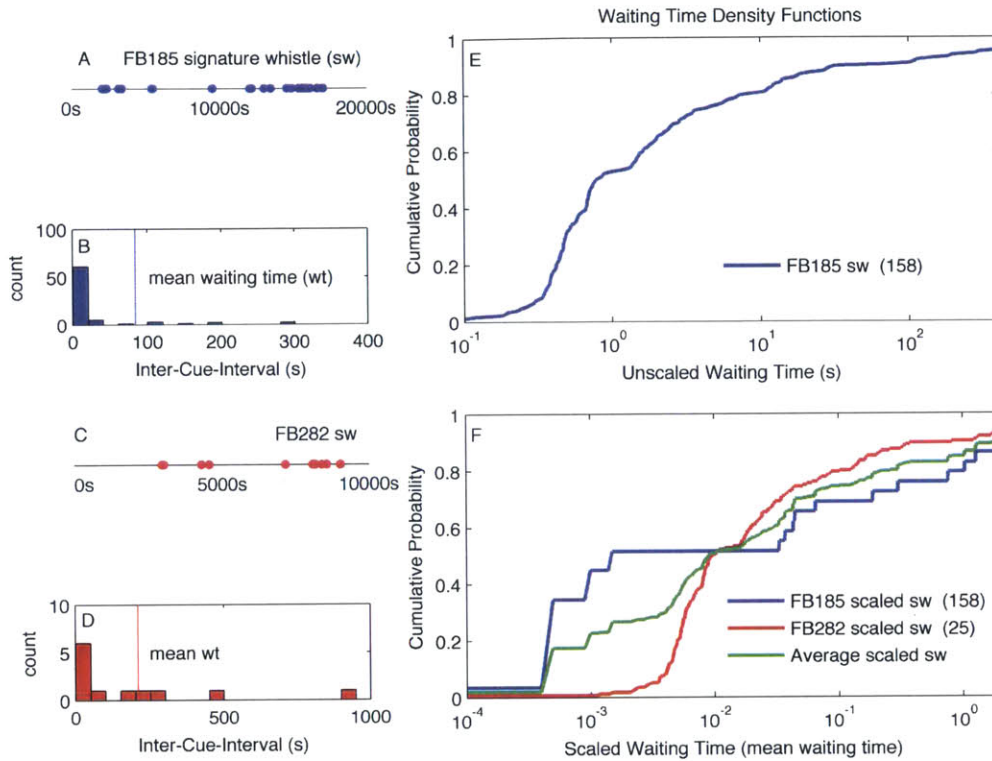 Waiting Time Density Functions
A
FB185 signature whistle (sw)
0s 10000s 20000s
B
100
50
0
count
mean waiting time (wt)
0 100 200 300 400
Inter-Cue-Interval (s)
C
FB282 sw
0s 5000s 10000s
D
10
5
0
count
mean wt
0 500 1000
Inter-Cue-Interval (s)
E
1
0.8
0.6
0.4
0.2
0
Cumulative Probability
FB185 sw (158)
10^-1 10^0 10^1 10^2
Unscaled Waiting Time (s)
F
1
0.8
0.6
0.4
0.2
0
Cumulative Probability
FB185 scaled sw (158)
FB282 scaled sw (25)
Average scaled sw
10^-4 10^-3 10^-2 10^-1 10^0
Scaled Waiting Time (mean waiting time)